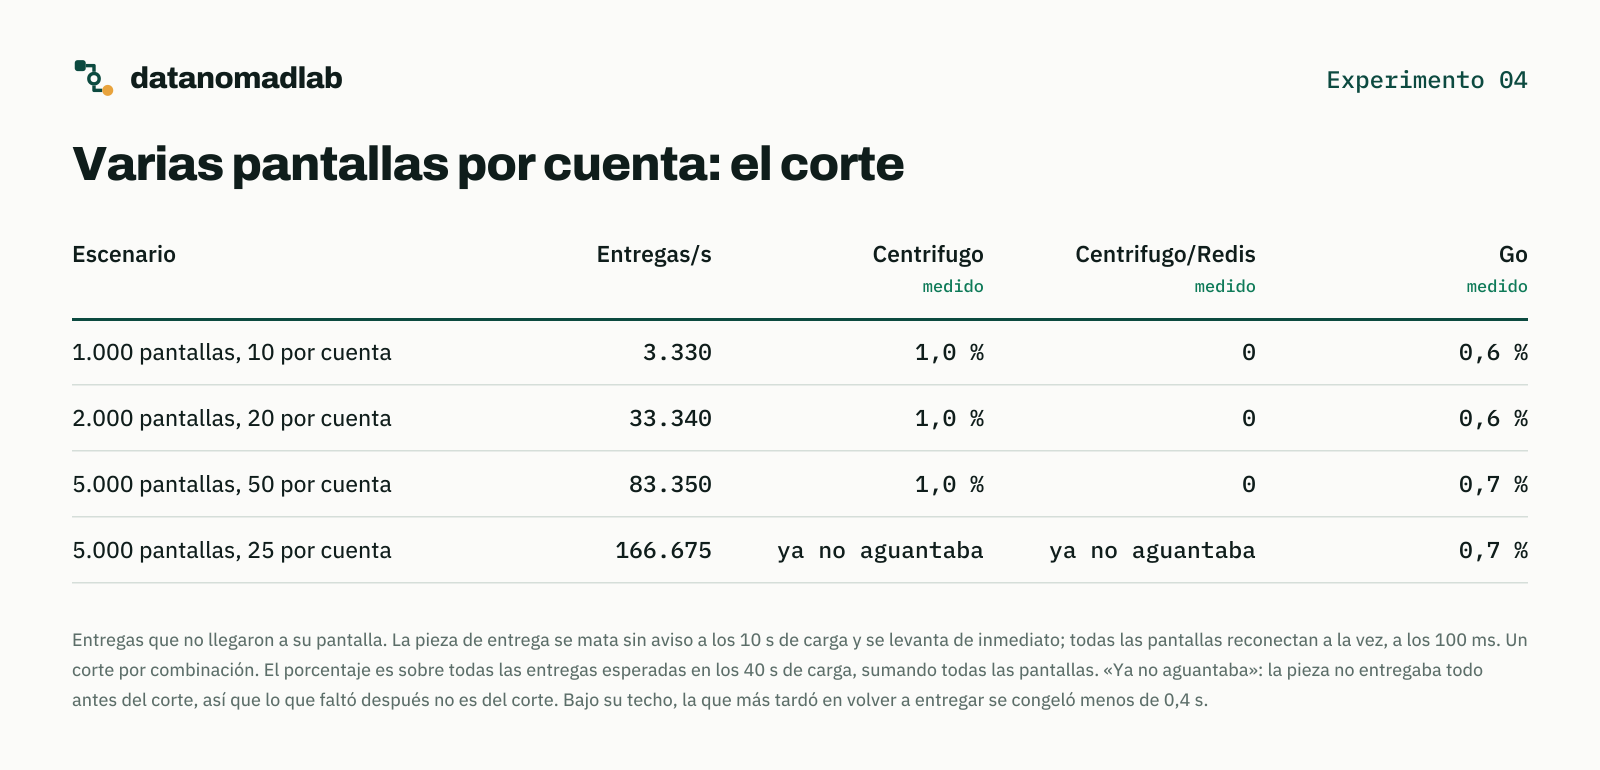 datanomadlab
Experimento 04
Varias pantallas por cuenta: el corte
Escenario Entregas/s Centrifugo Centrifugo/Redis Go
medido medido medido
1.000 pantallas, 10 por cuenta 3.330 1,0 % 0 0,6 %
2.000 pantallas, 20 por cuenta 33.340 1,0 % 0 0,6 %
5.000 pantallas, 50 por cuenta 83.350 1,0 % 0 0,7 %
5.000 pantallas, 25 por cuenta 166.675 ya no aguantaba ya no aguantaba 0,7 %
Entregas que no llegaron a su pantalla. La pieza de entrega se mata sin aviso a los 10 s de carga y se levanta de inmediato; todas las pantallas reconectan a la vez, a los 100 ms. Un
corte por combinación. El porcentaje es sobre todas las entregas esperadas en los 40 s de carga, sumando todas las pantallas. «Ya no aguantaba»: la pieza no entregaba todo
antes del corte, así que lo que faltó después no es del corte. Bajo su techo, la que más tardó en volver a entregar se congeló menos de 0,4 s.